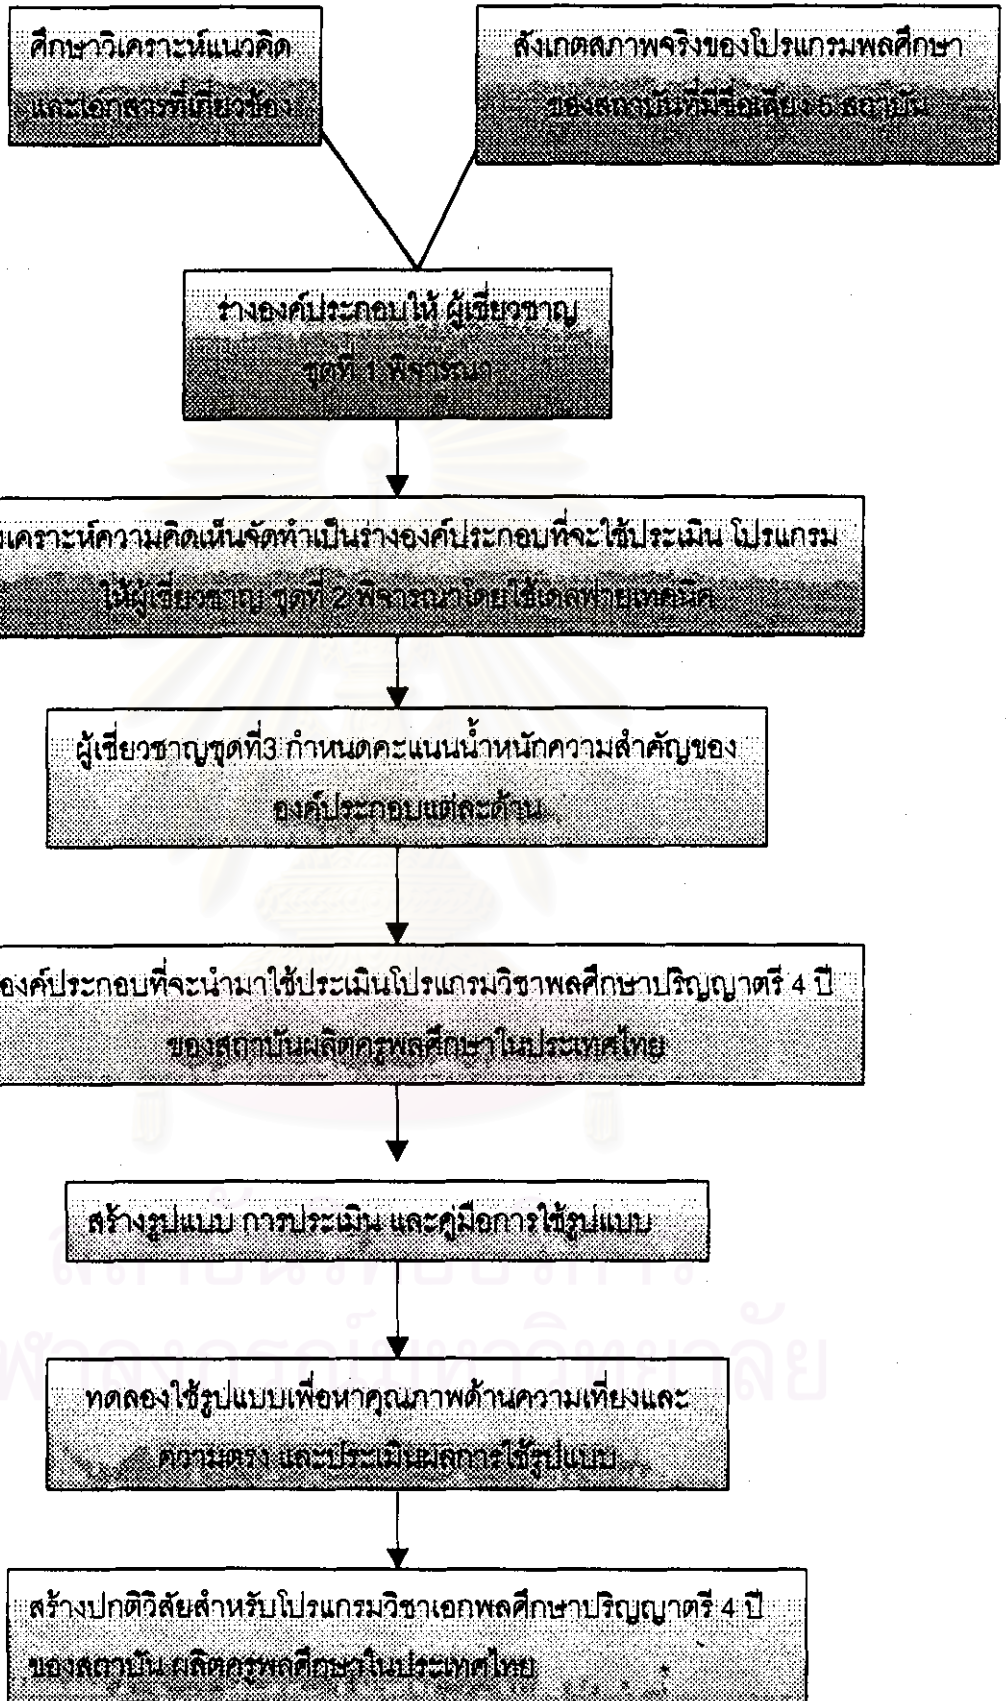 ศึกษาวิเคราะห์แนวคิด
และเอกสารที่เกี่ยวข้อง
สังเกตสภาพจริงของโปรแกรมพลศึกษา
ของสถาบันที่มีชื่อเสียง 6 สถาบัน
ร่างองค์ประกอบให้ ผู้เชี่ยวชาญ
ชุดที่ 1 พิจารณา
เคราะห์ความคิดเห็นจัดทำเป็นร่างองค์ประกอบที่จะใช้ประเมิน โปรแกรม
ให้ผู้เชี่ยวชาญ ชุดที่ 2 พิจารณาโดยใช้เดลฟายเทคนิค
ผู้เชี่ยวชาญชุดที่3 กำหนดคะแนนน้ำหนักความสำคัญของ
องค์ประกอบแต่ละด้าน
องค์ประกอบที่จะนำมาใช้ประเมินโปรแกรมวิชาพลศึกษาปริญญาตรี 4 ปี
ของสถาบันผลิตครูพลศึกษาในประเทศไทย
สร้างรูปแบบ การประเมิน และคู่มือการใช้รูปแบบ
ทดลองใช้รูปแบบเพื่อหาคุณภาพด้านความเที่ยงและ
ความตรง และประเมินผลการใช้รูปแบบ
สร้างปกติวิสัยสำหรับโปรแกรมวิชาเอกพลศึกษาปริญญาตรี 4 ปี
ของสถาบัน ผลิตครูพลศึกษาในประเทศไทย